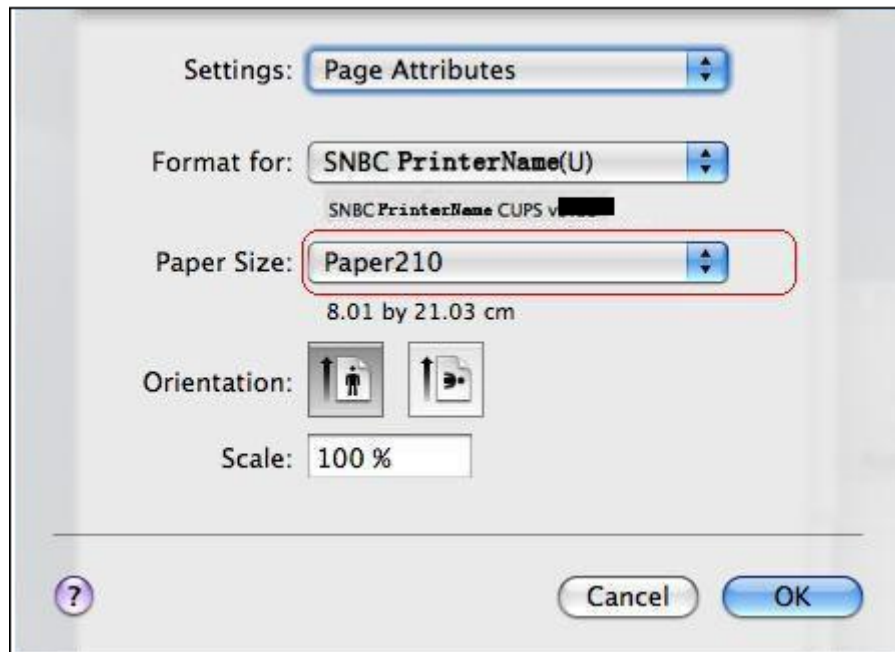 Settings: Page Attributes
Format for: SNBC PrinterName(U)
SNBC PrinterName CUPS
Paper Size: Paper210
8.01 by 21.03 cm
Orientation:
Scale: 100 %
?
Cancel OK